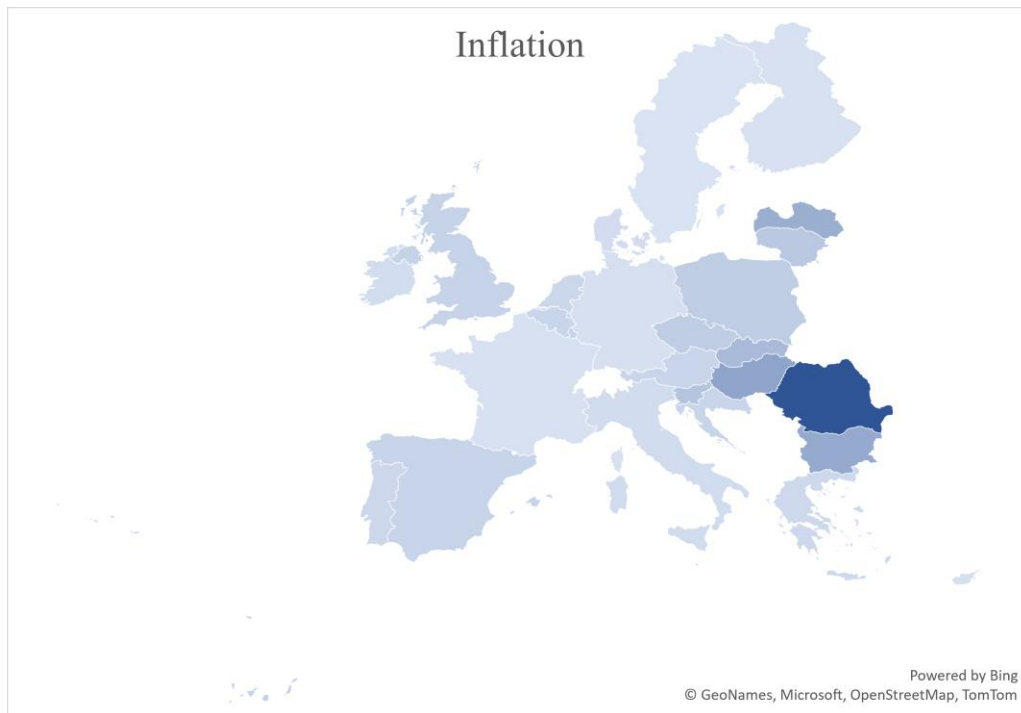 Inflation
Powered by Bing
© GeoNames, Microsoft, OpenStreetMap, TomTom